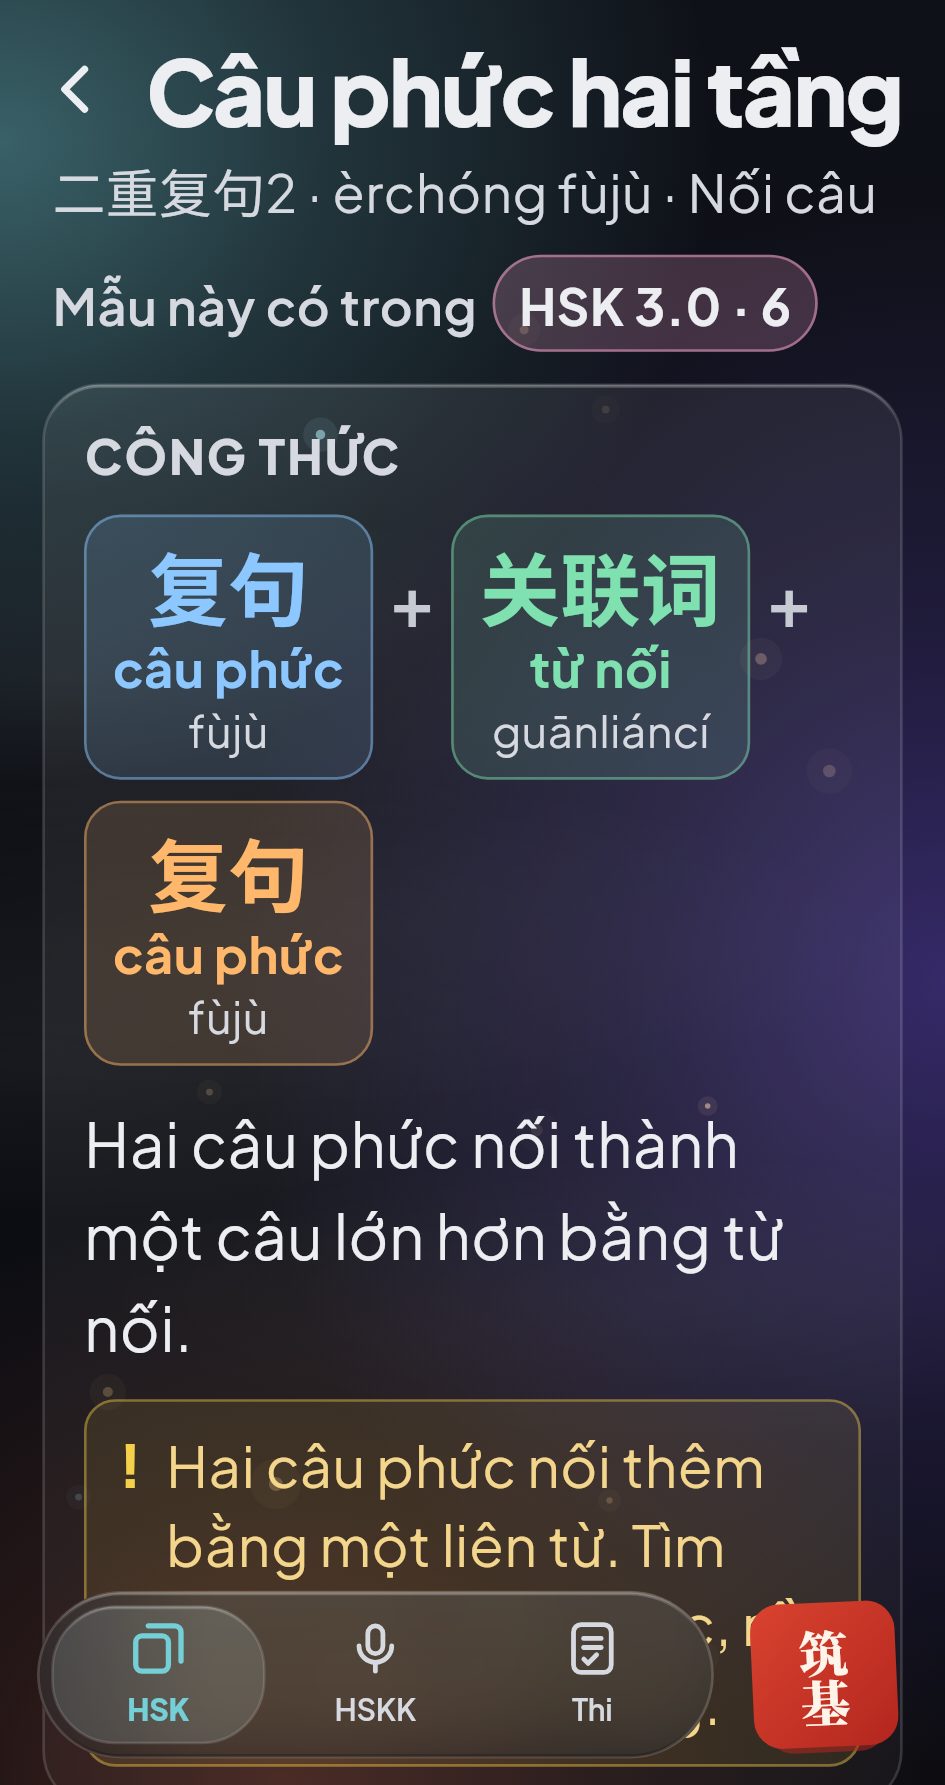 Câu phức hai tầng
二重复句2 · èrchóng fùjù · Nối câu
Mẫu này có trong HSK 3.0 · 6
CÔNG THỨC
复句 + 关联词 +
câu phức từ nối
fùjù guānliáncí
复句
câu phức
fùjù
Hai câu phức nối thành
một câu lớn hơn bằng từ
nối.
! Hai câu phức nối thêm
bằng một liên từ. Tìm
HSK HSKK Thi
筑
基